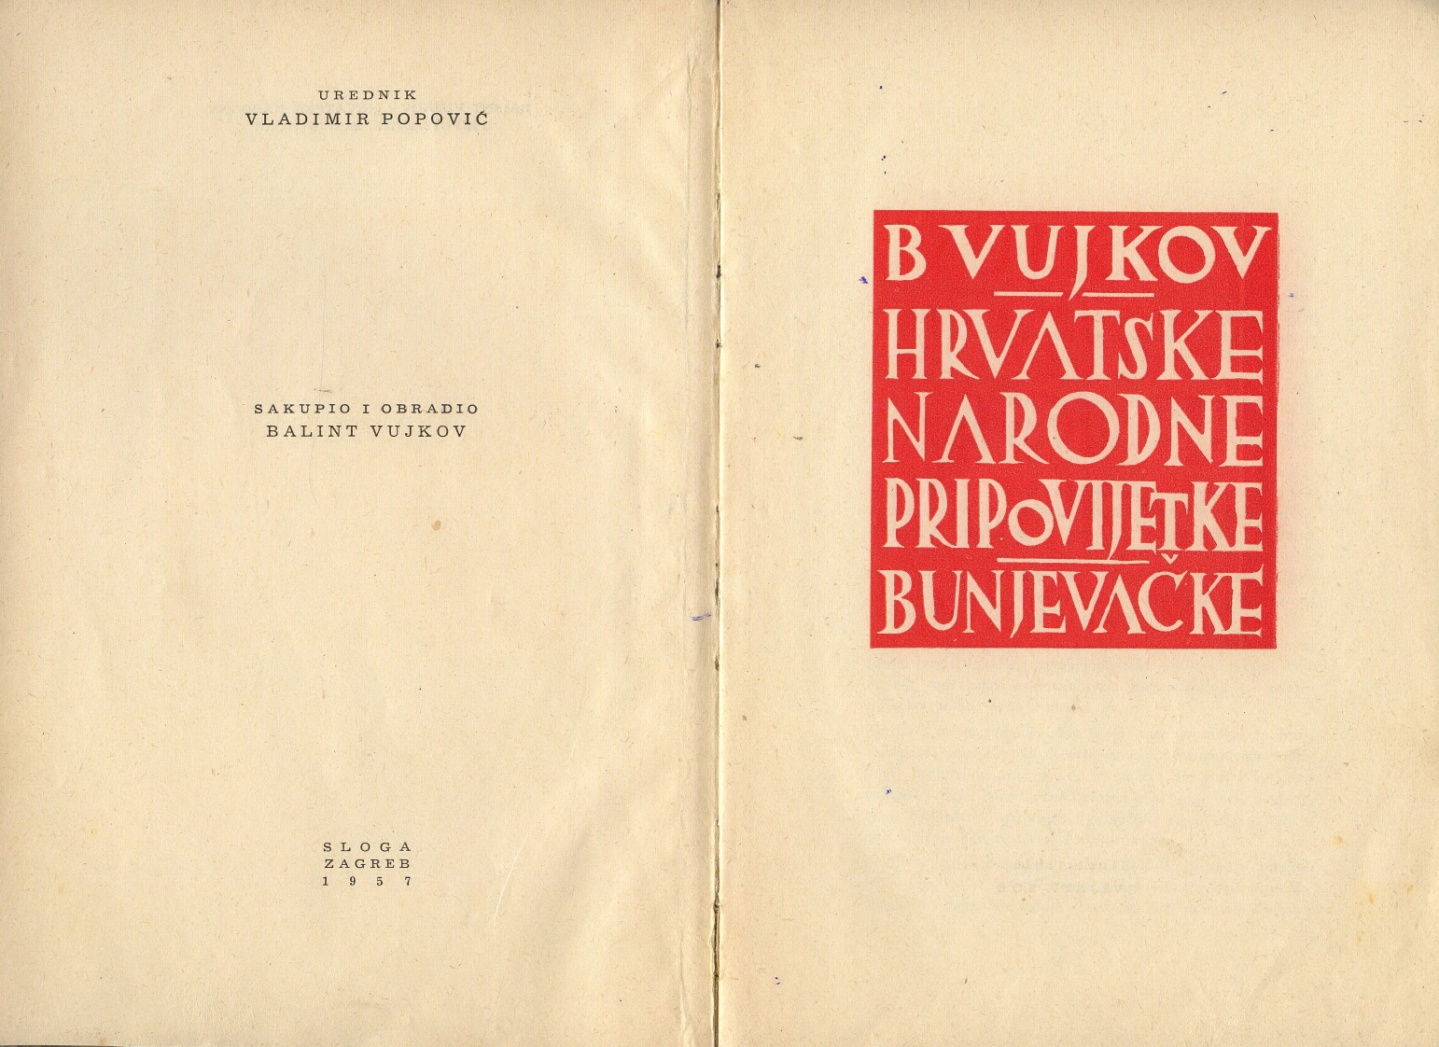 UREDNIK
VLADIMIR POPOVIĆ
SAKUPIO I OBRADIO
BALINT VUJKOV
SLOGA
ZAGREB
1957
B VUJKOV
HRVATSKE
NARODNE
PRIPOVIJETKE
BUNJEVAČKE